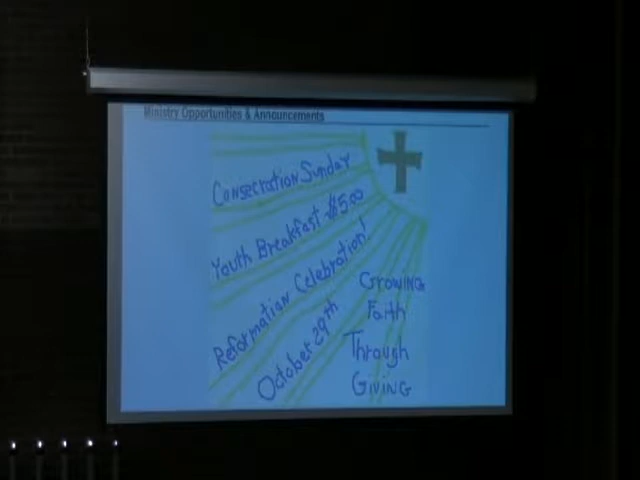 Ministry Opportunities & Announcements
Consecration Sunday
Youth Breakfast-$5.00
Reformation Celebration!
October 29th
Growing
Faith
Through
Giving